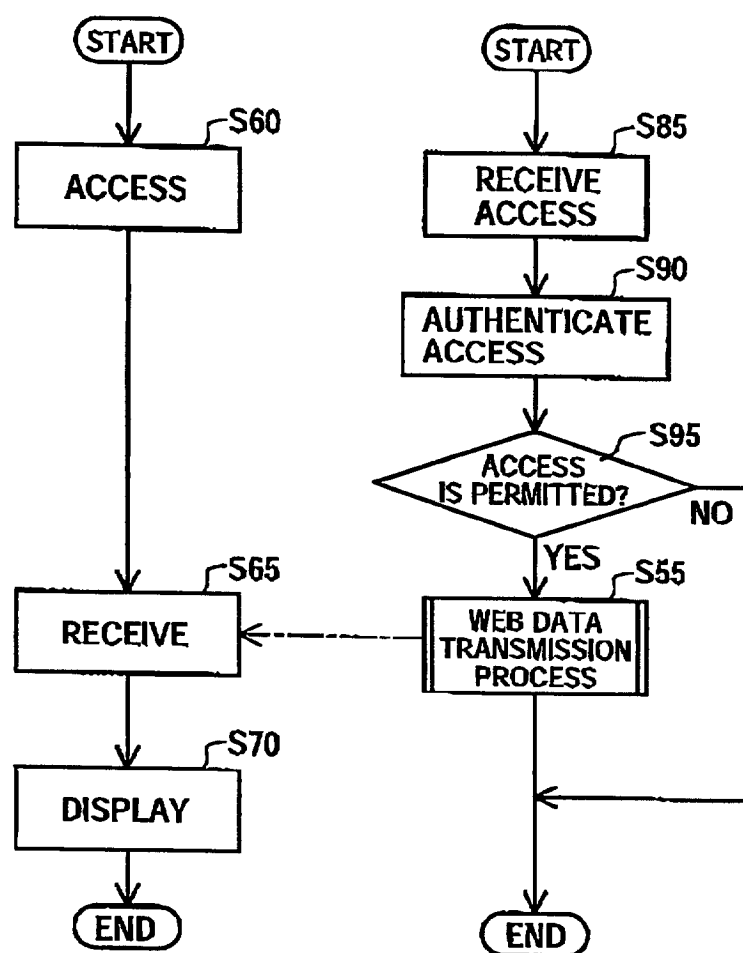 START
S60
ACCESS
S65
RECEIVE
S70
DISPLAY
END
START
S85
RECEIVE
ACCESS
S90
AUTHENTICATE
ACCESS
S95
ACCESS
IS PERMITTED?
NO
YES
S55
WEB DATA
TRANSMISSION
PROCESS
END